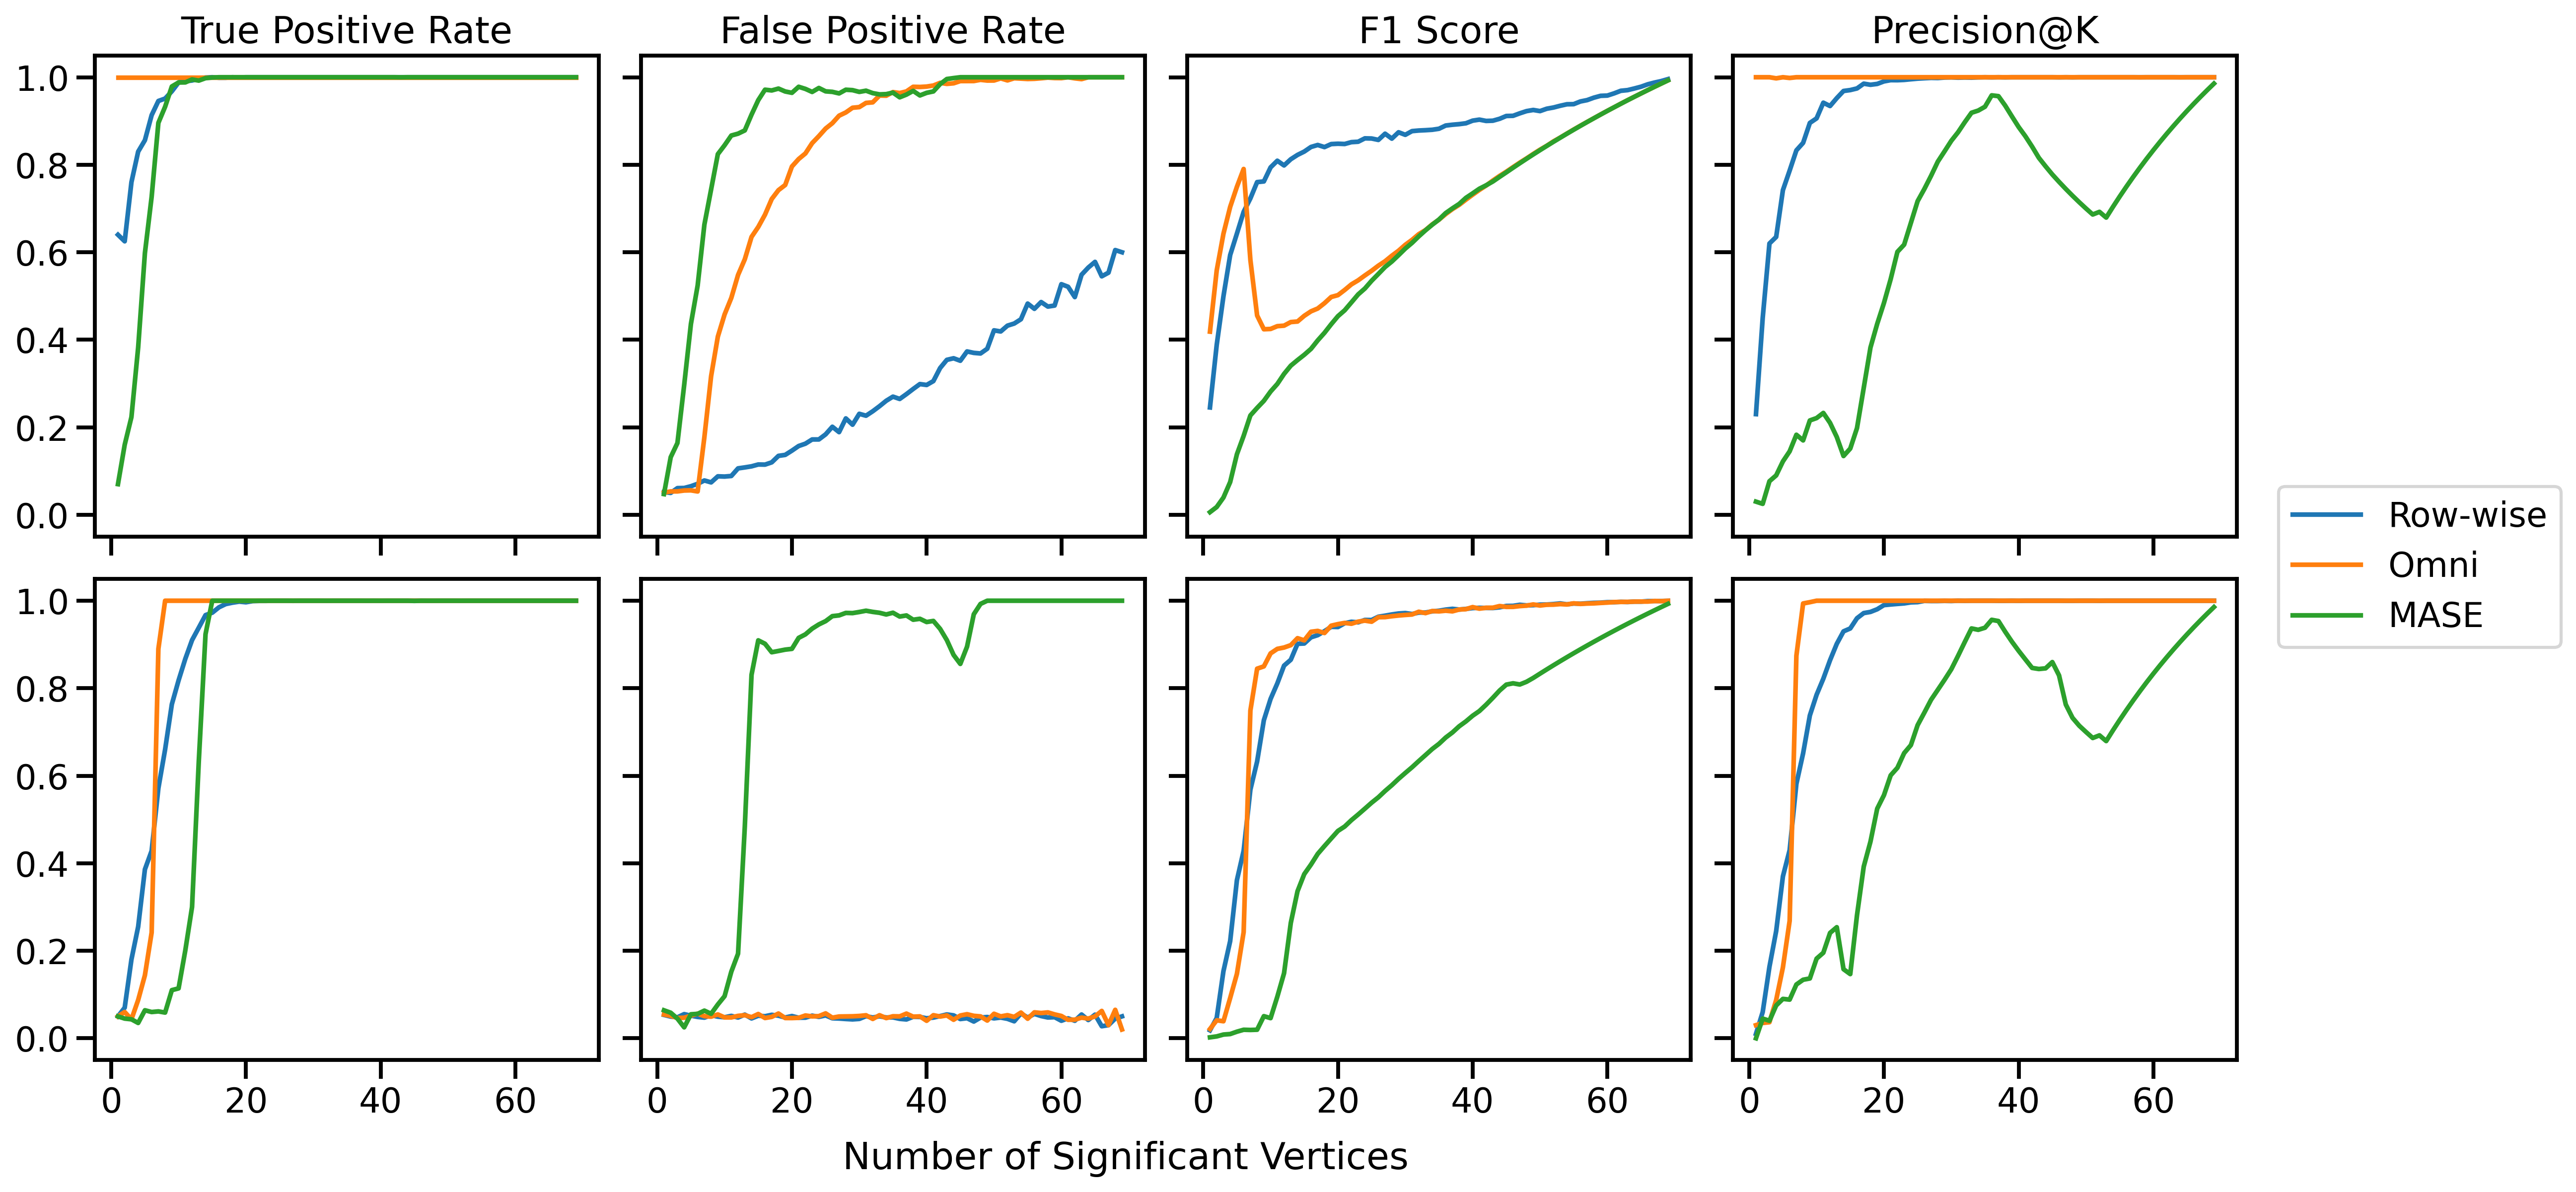 True Positive Rate
False Positive Rate
F1 Score
Precision@K
1.0
0.8
0.6
0.4
0.2
0.0
Row-wise
Omni
MASE
1.0
0.8
0.6
0.4
0.2
0.0
0 20 40 60
0 20 40 60
0 20 40 60
0 20 40 60
Number of Significant Vertices